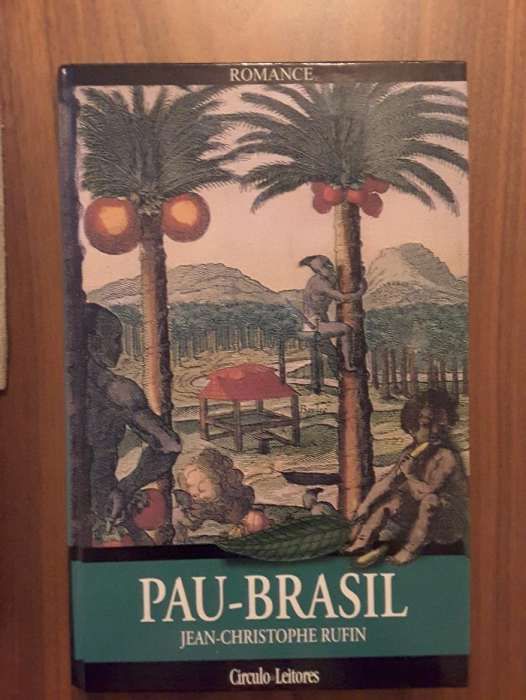 ROMANCE
PAU-BRASIL
JEAN-CHRISTOPHE RUFIN
Círculo Leitores